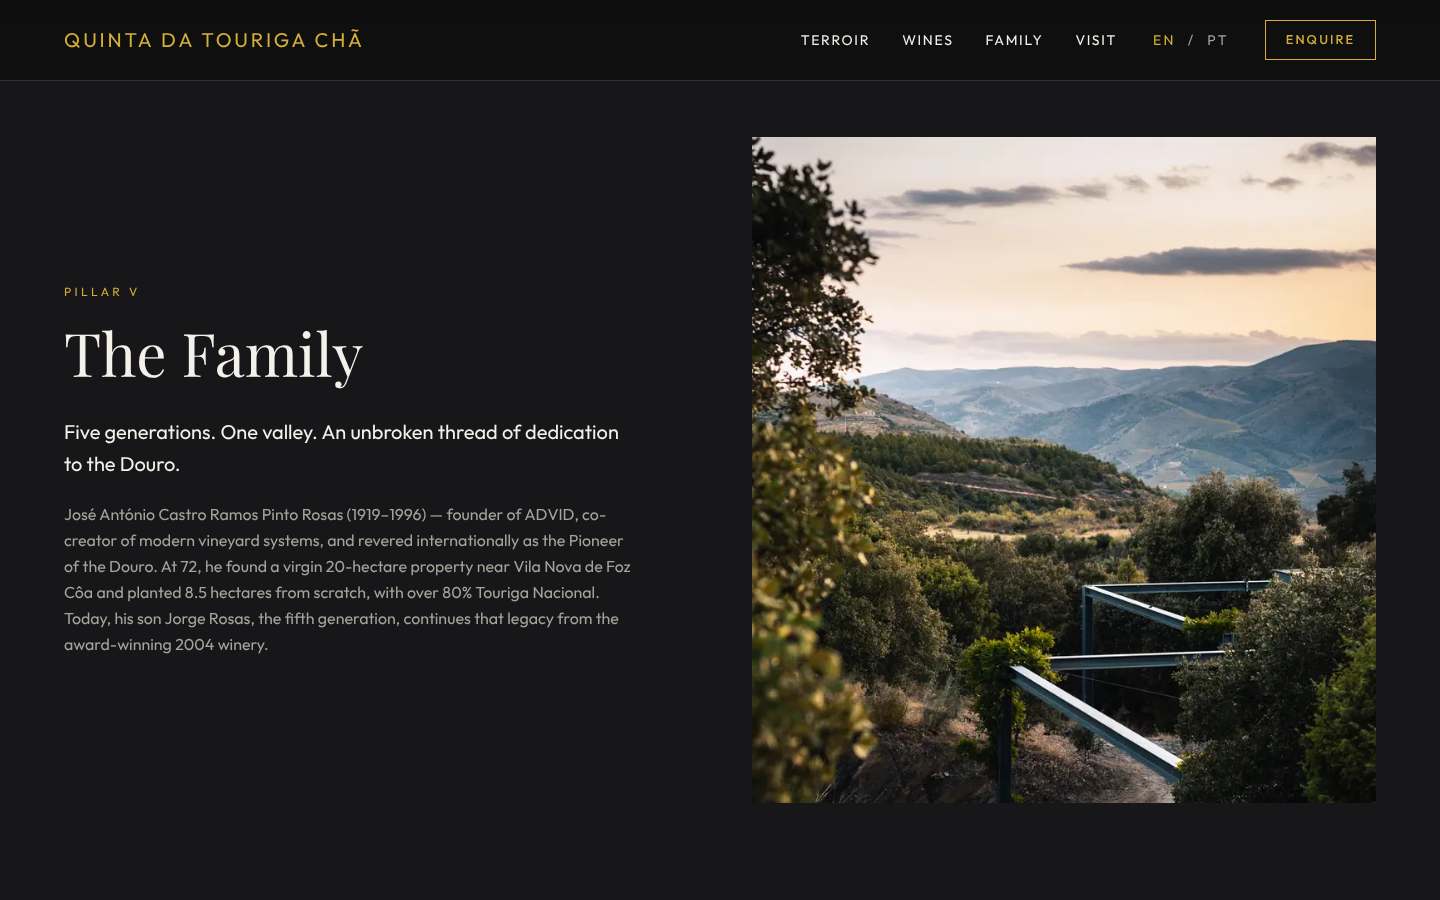 QUINTA DA TOURIGA CHÃ
TERROIR WINES FAMILY VISIT EN / PT ENQUIRE
PILLAR V
The Family
Five generations. One valley. An unbroken thread of dedication
to the Douro.
José António Castro Ramos Pinto Rosas (1919–1996) — founder of ADVID, co-
creator of modern vineyard systems, and revered internationally as the Pioneer
of the Douro. At 72, he found a virgin 20-hectare property near Vila Nova de Foz
Côa and planted 8.5 hectares from scratch, with over 80% Touriga Nacional.
Today, his son Jorge Rosas, the fifth generation, continues that legacy from the
award-winning 2004 winery.